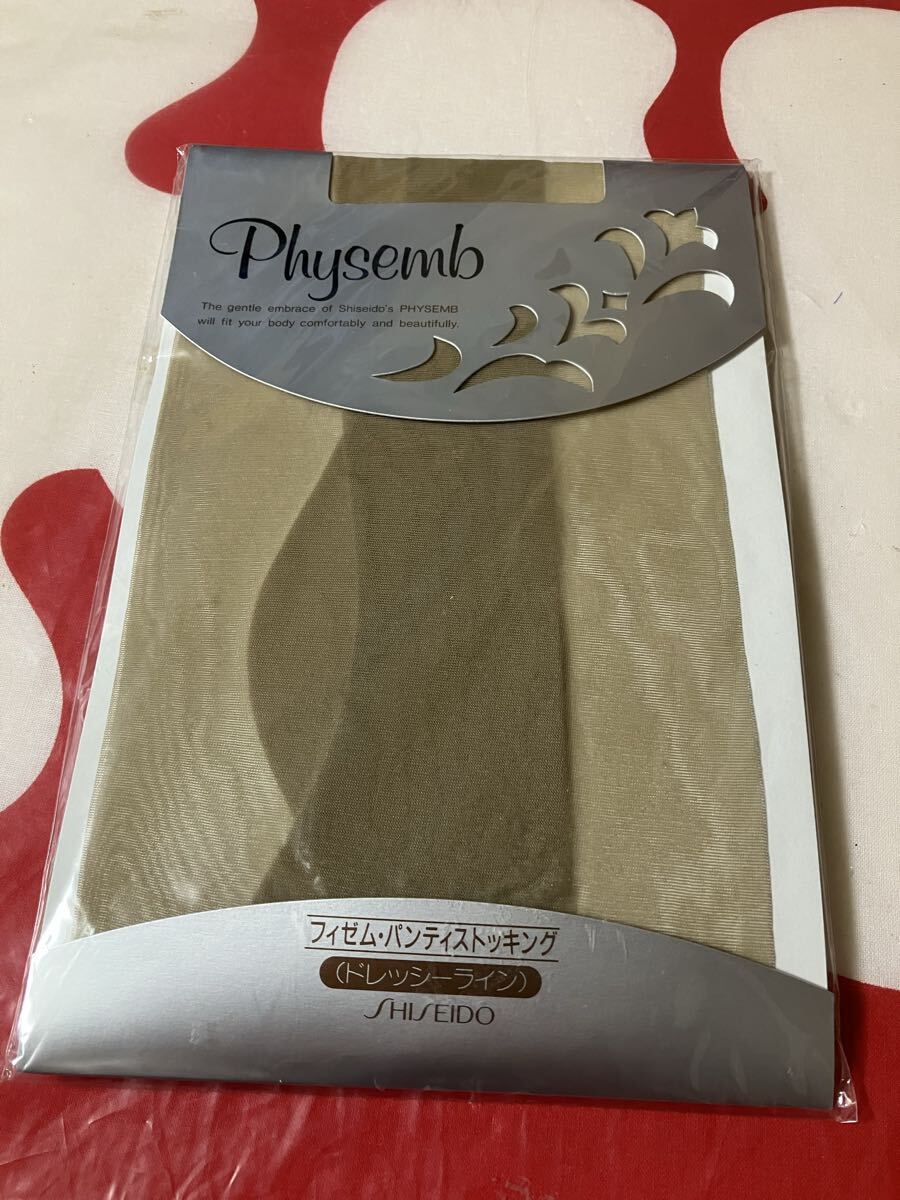 Physemb
The gentle embrace of Shiseido's PHYSEMB
will fit your body comfortably and beautifully.
フィゼム・パンティストッキング
(ドレッシーライン)
SHISEIDO